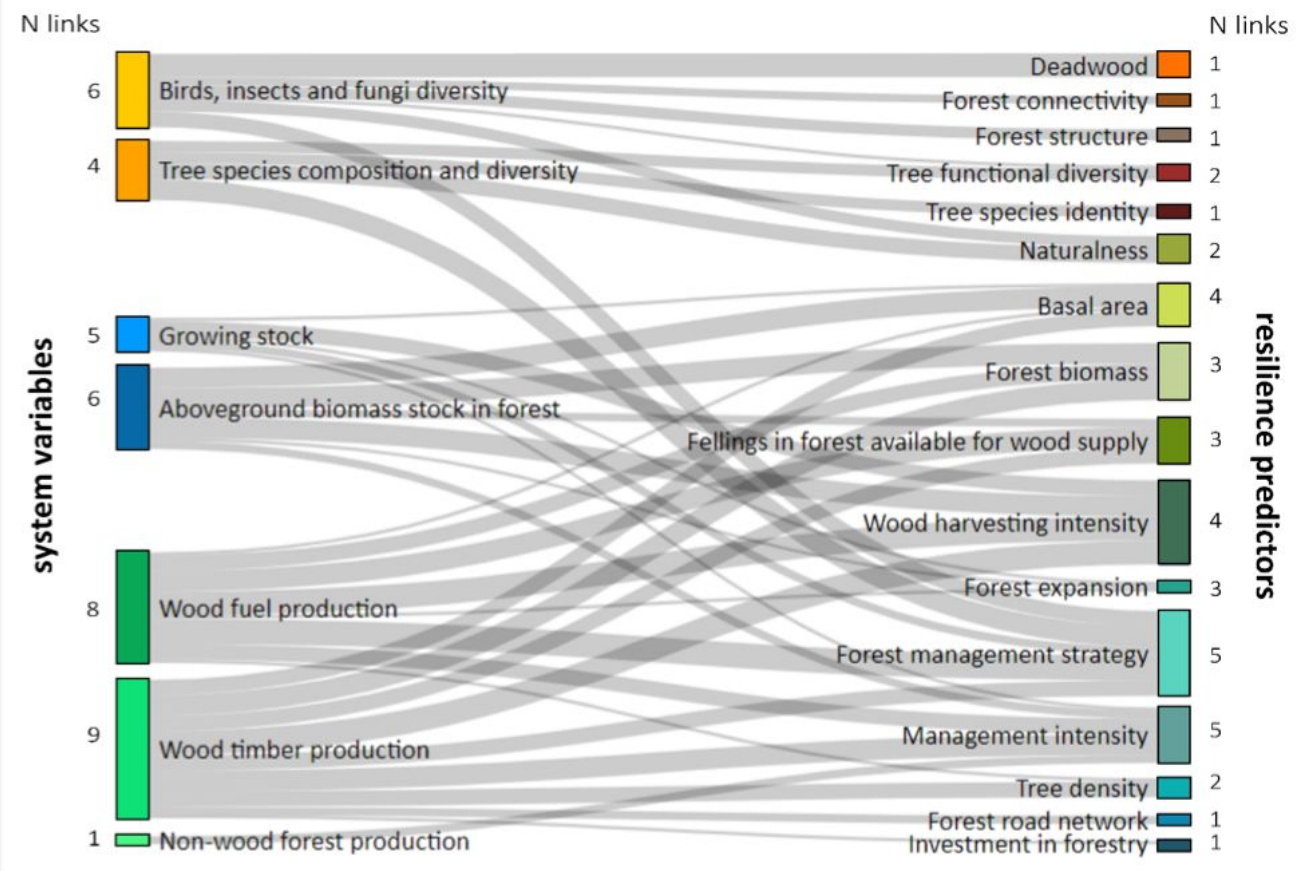 N links
N links
6
Birds, insects and fungi diversity
4
Tree species composition and diversity
5
Growing stock
6
Aboveground biomass stock in forest
8
Wood fuel production
9
Wood timber production
1
Non-wood forest production
system variables
Deadwood
1
Forest connectivity
1
Forest structure
1
Tree functional diversity
2
Tree species identity
1
Naturalness
2
Basal area
4
Forest biomass
3
Fellings in forest available for wood supply
3
Wood harvesting intensity
4
Forest expansion
3
Forest management strategy
5
Management intensity
5
Tree density
2
Forest road network
1
Investment in forestry
1
resilience predictors